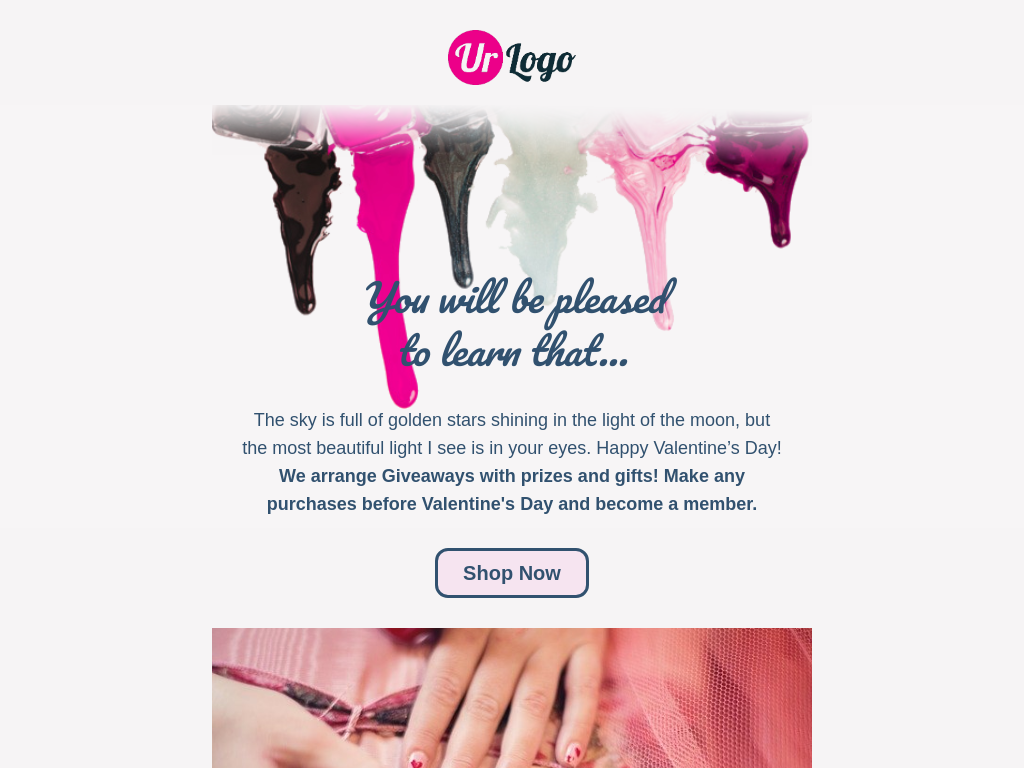 Ur Logo
You will be pleased
to learn that...
The sky is full of golden stars shining in the light of the moon, but
the most beautiful light I see is in your eyes. Happy Valentine’s Day!
We arrange Giveaways with prizes and gifts! Make any
purchases before Valentine's Day and become a member.
Shop Now